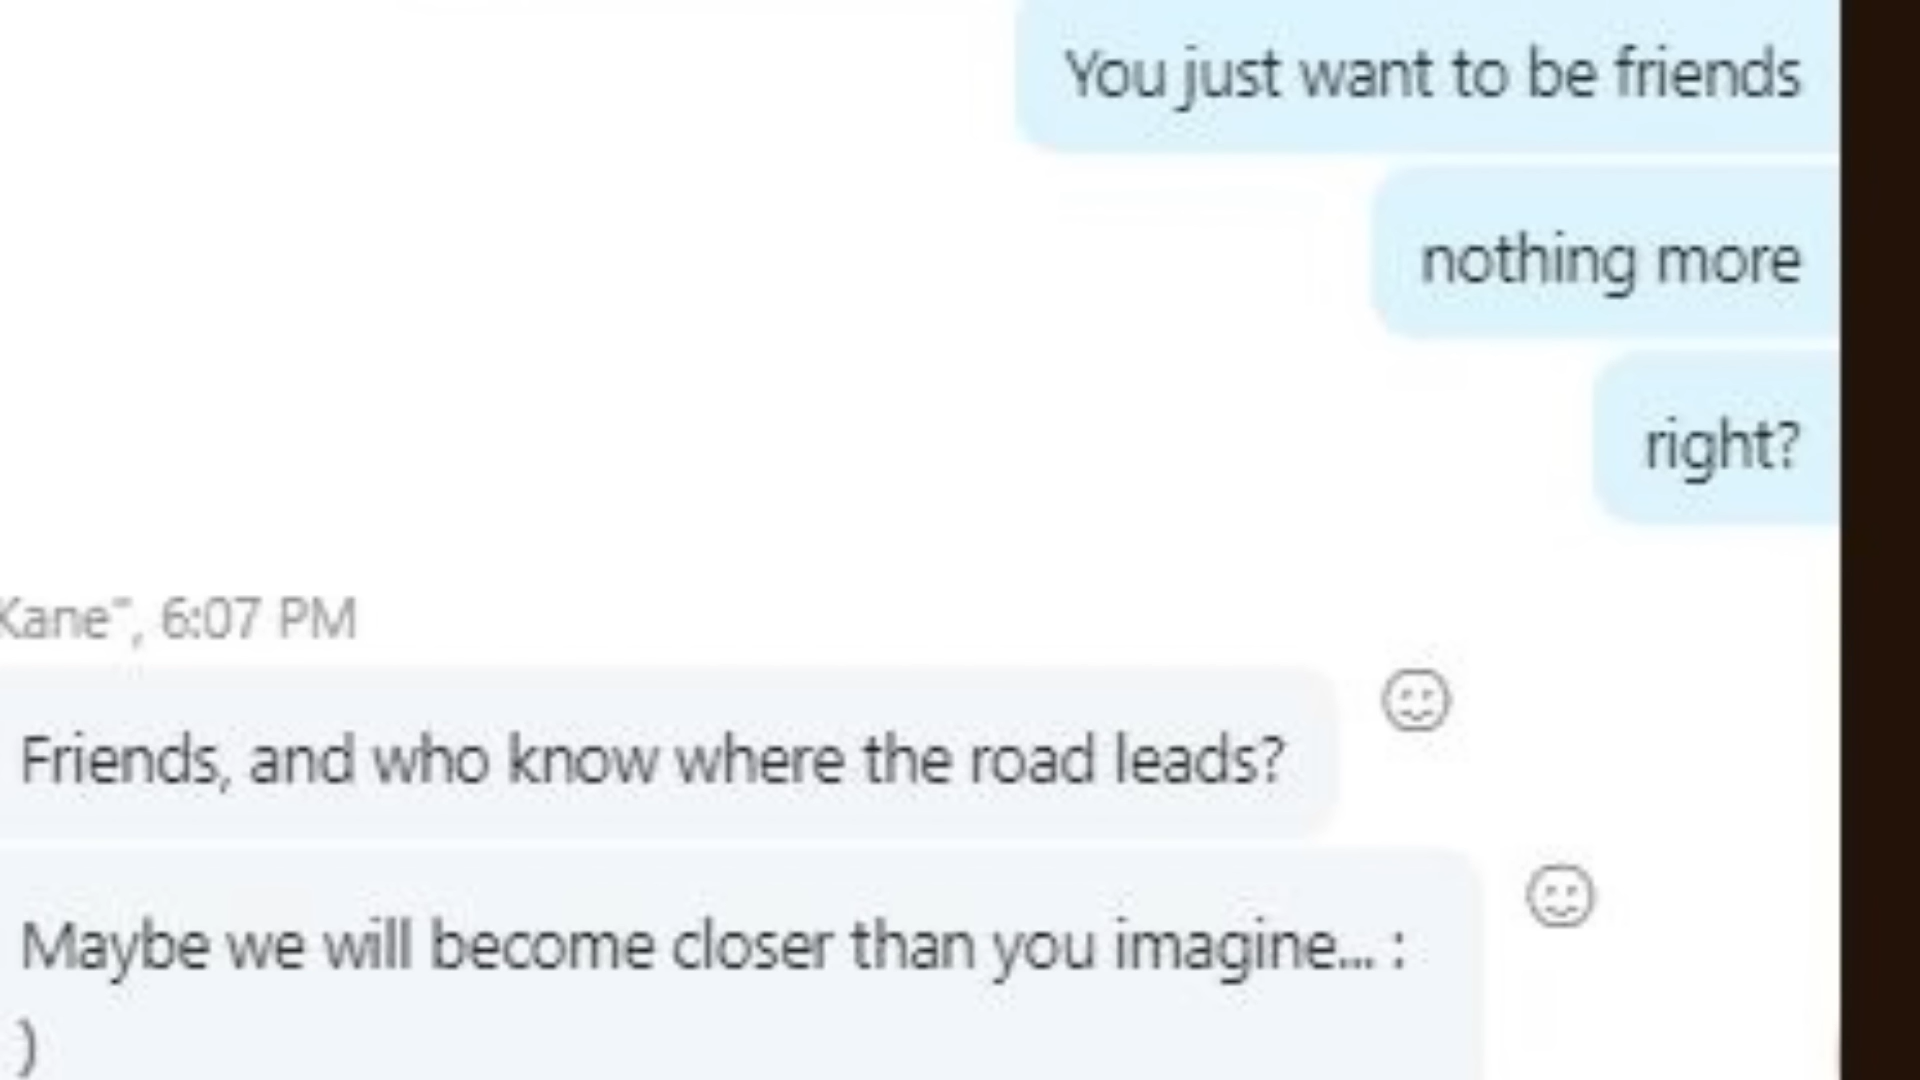 You just want to be friends
nothing more
right?
Kane", 6:07 PM
Friends, and who know where the road leads?
Maybe we will become closer than you imagine... :
)